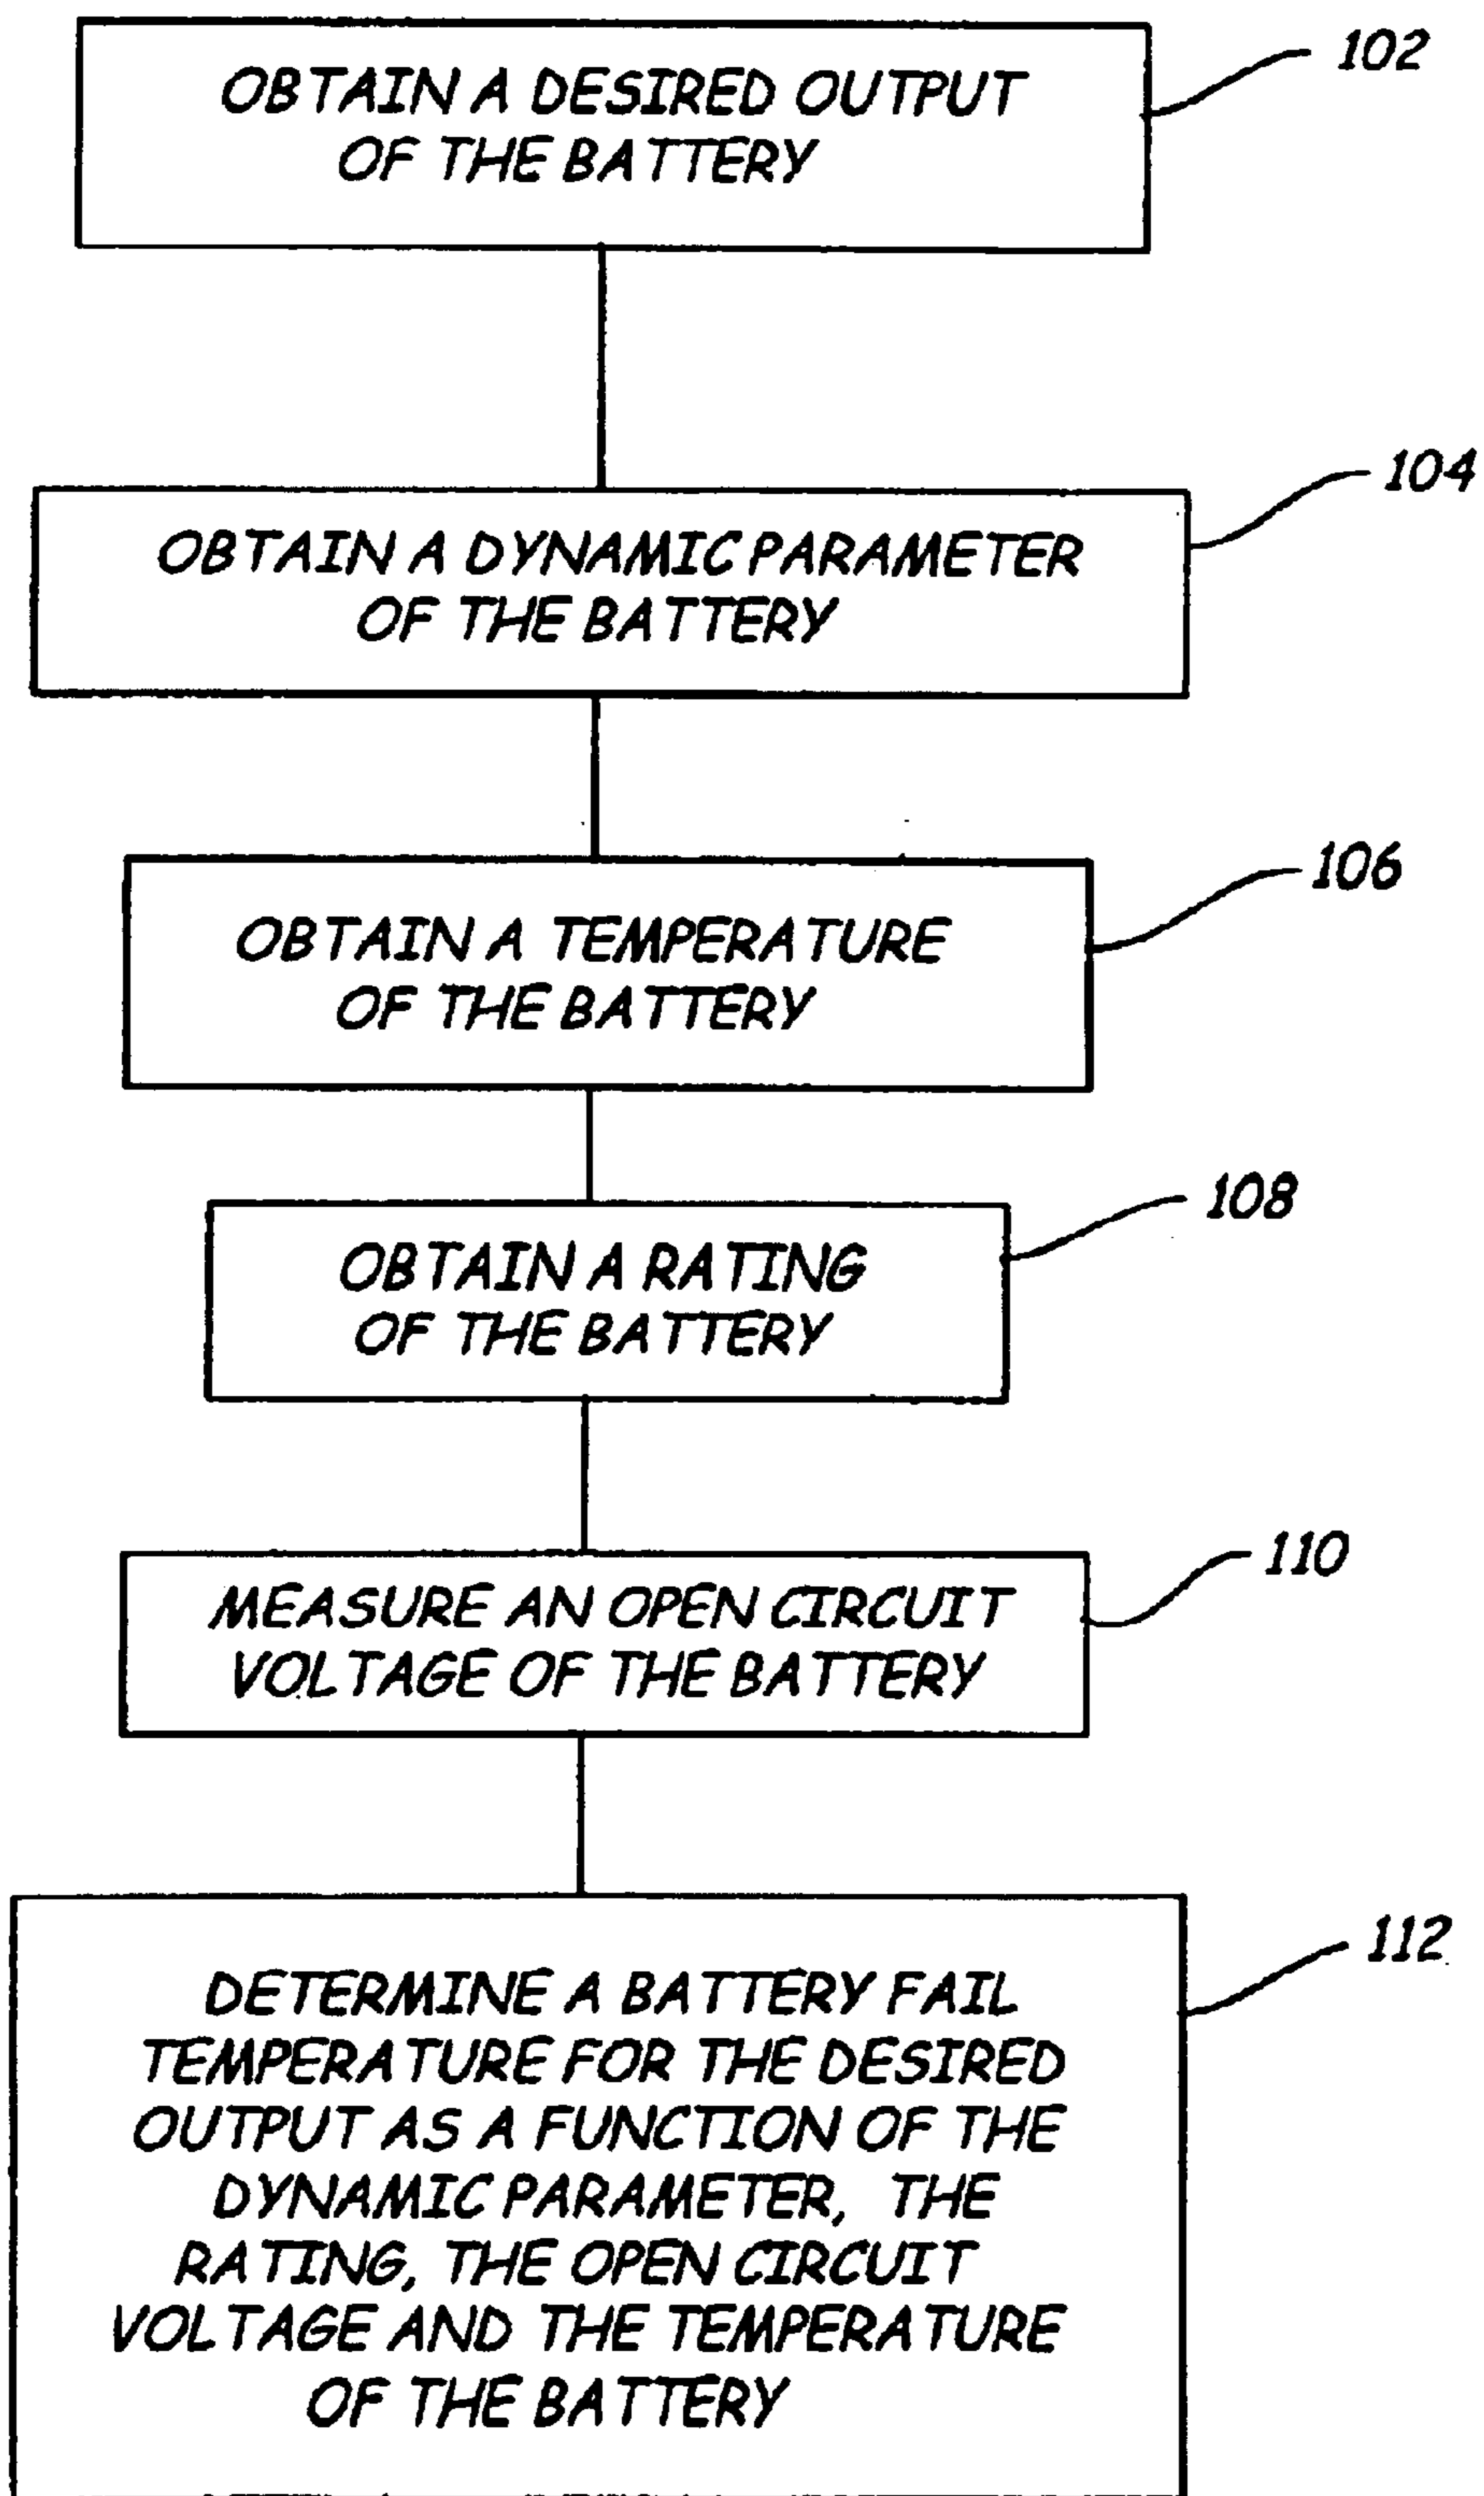 102
OBTAIN A DESIRED OUTPUT
OF THE BATTERY
104
OBTAIN A DYNAMIC PARAMETER
OF THE BATTERY
106
OBTAIN A TEMPERATURE
OF THE BATTERY
108
OBTAIN A RATING
OF THE BATTERY
110
MEASURE AN OPEN CIRCUIT
VOLTAGE OF THE BATTERY
112
DETERMINE A BATTERY FAIL
TEMPERATURE FOR THE DESIRED
OUTPUT AS A FUNCTION OF THE
DYNAMIC PARAMETER, THE
RATING, THE OPEN CIRCUIT
VOLTAGE AND THE TEMPERATURE
OF THE BATTERY